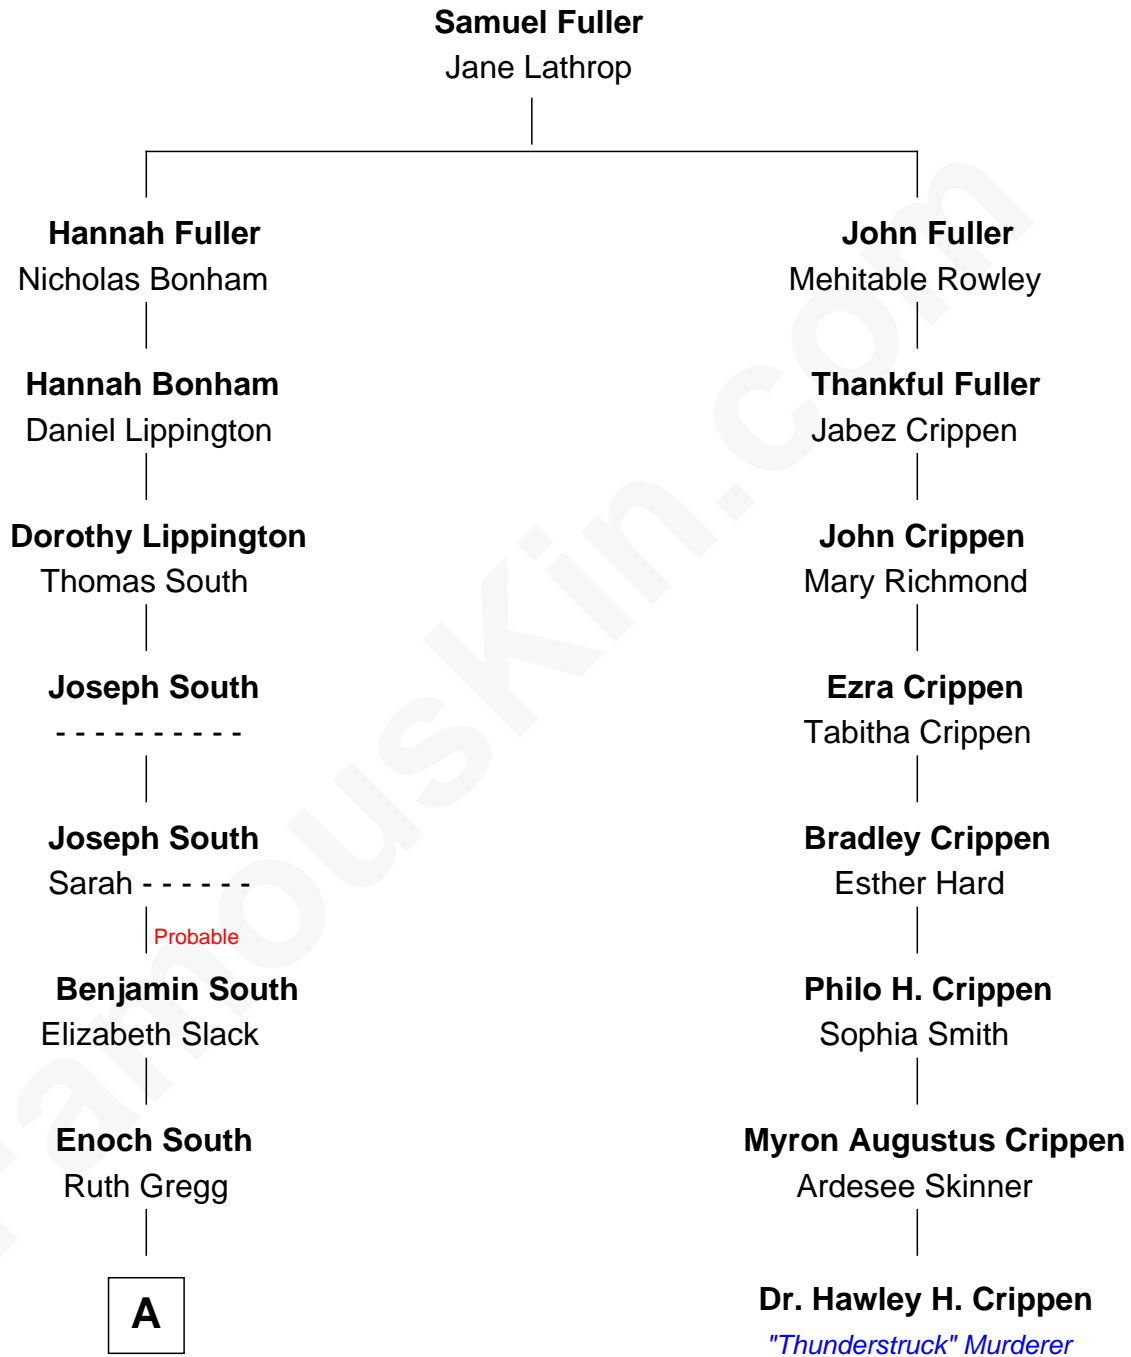 Samuel Fuller
Jane Lathrop
Hannah Fuller
Nicholas Bonham
John Fuller
Mehitable Rowley
Hannah Bonham
Daniel Lippington
Thankful Fuller
Jabez Crippen
Dorothy Lippington
Thomas South
John Crippen
Mary Richmond
Joseph South
- - - - - - - - - -
Ezra Crippen
Tabitha Crippen
Joseph South
Sarah - - - - - -
Bradley Crippen
Esther Hard
Probable
Benjamin South
Elizabeth Slack
Philo H. Crippen
Sophia Smith
Enoch South
Ruth Gregg
Myron Augustus Crippen
Ardesee Skinner
A
Dr. Hawley H. Crippen
"Thunderstruck" Murderer
FamousKin.com